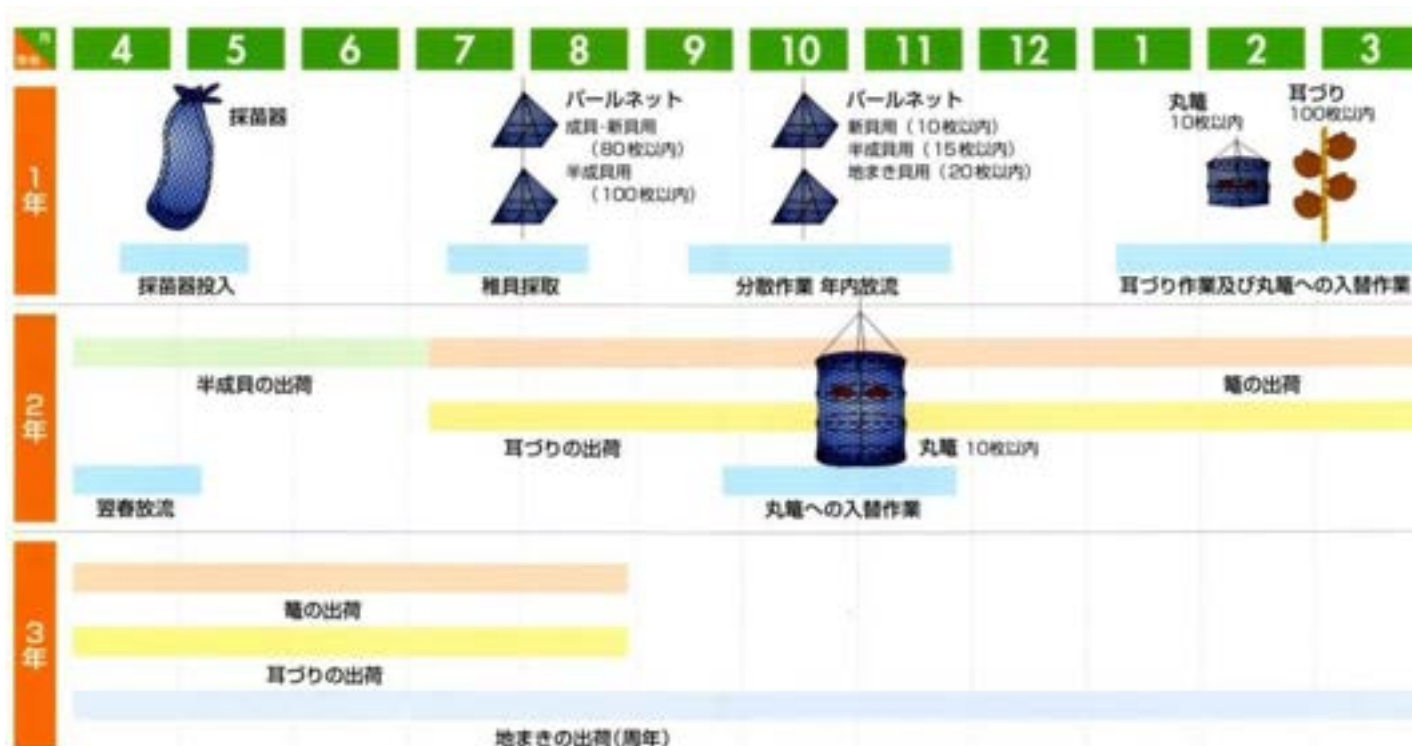 月
年数
4 5 6 7 8 9 10 11 12 1 2 3
1年
採苗器
パールネット
成貝・新貝用
(80枚以内)
半成貝用
(100枚以内)
パールネット
新貝用(10枚以内)
半成貝用(15枚以内)
地まき貝用(20枚以内)
丸篭
10枚以内
耳づり
100枚以内
採苗器投入
稚貝採取
分散作業 年内放流
耳づり作業及び丸篭への入替作業
2年
半成貝の出荷
篭の出荷
耳づりの出荷
丸篭 10枚以内
翌春放流
丸篭への入替作業
3年
篭の出荷
耳づりの出荷
地まきの出荷(周年)